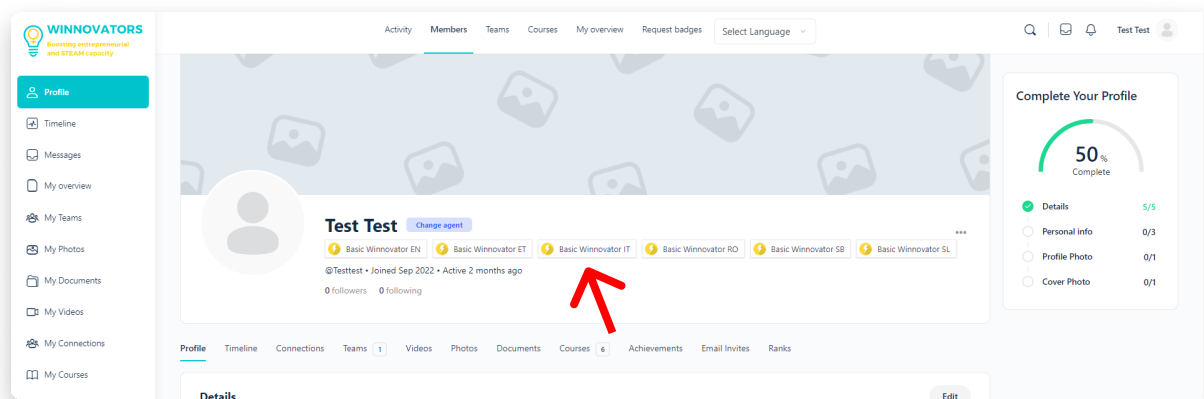 WINNOVATORS
Boosting entrepreneurial
and STEAM capacity
Activity Members Teams Courses My overview Request badges Select Language
Test Test
Profile
Timeline
Messages
My overview
My Teams
My Photos
My Documents
My Videos
My Connections
My Courses
Test Test Change agent
Basic Winnovator EN Basic Winnovator ET Basic Winnovator IT Basic Winnovator RO Basic Winnovator SB Basic Winnovator SL
@Testtest • Joined Sep 2022 • Active 2 months ago
0 followers 0 following
Complete Your Profile
50 %
Complete
Details 5/5
Personal info 0/3
Profile Photo 0/1
Cover Photo 0/1
Profile Timeline Connections Teams 1 Videos Photos Documents Courses 6 Achievements Email Invites Ranks
Details Edit